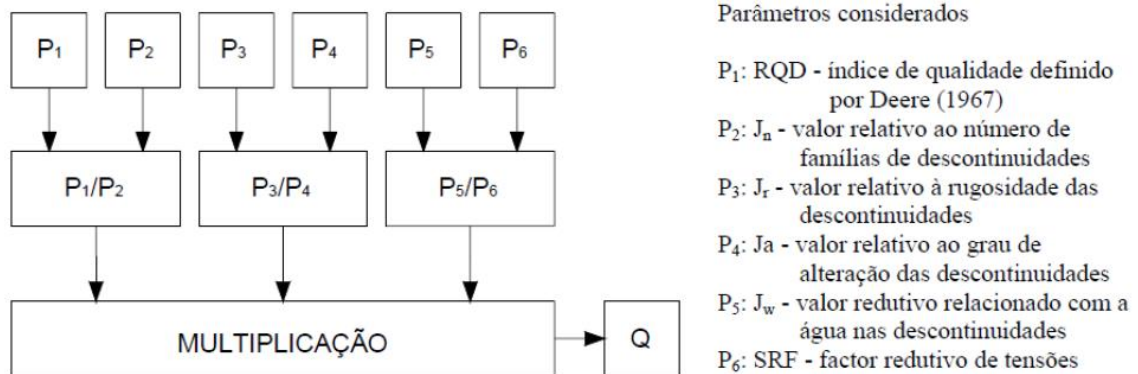 P₁ P₂ P₃ P₄ P₅ P₆
P₁/P₂ P₃/P₄ P₅/P₆
MULTIPLICAÇÃO
Q
Parâmetros considerados
P₁: RQD - índice de qualidade definido
por Deere (1967)
P₂: Jₙ - valor relativo ao número de
famílias de descontinuidades
P₃: Jᵣ - valor relativo à rugosidade das
descontinuidades
P₄: Ja - valor relativo ao grau de
alteração das descontinuidades
P₅: J_w - valor redutivo relacionado com a
água nas descontinuidades
P₆: SRF - factor redutivo de tensões